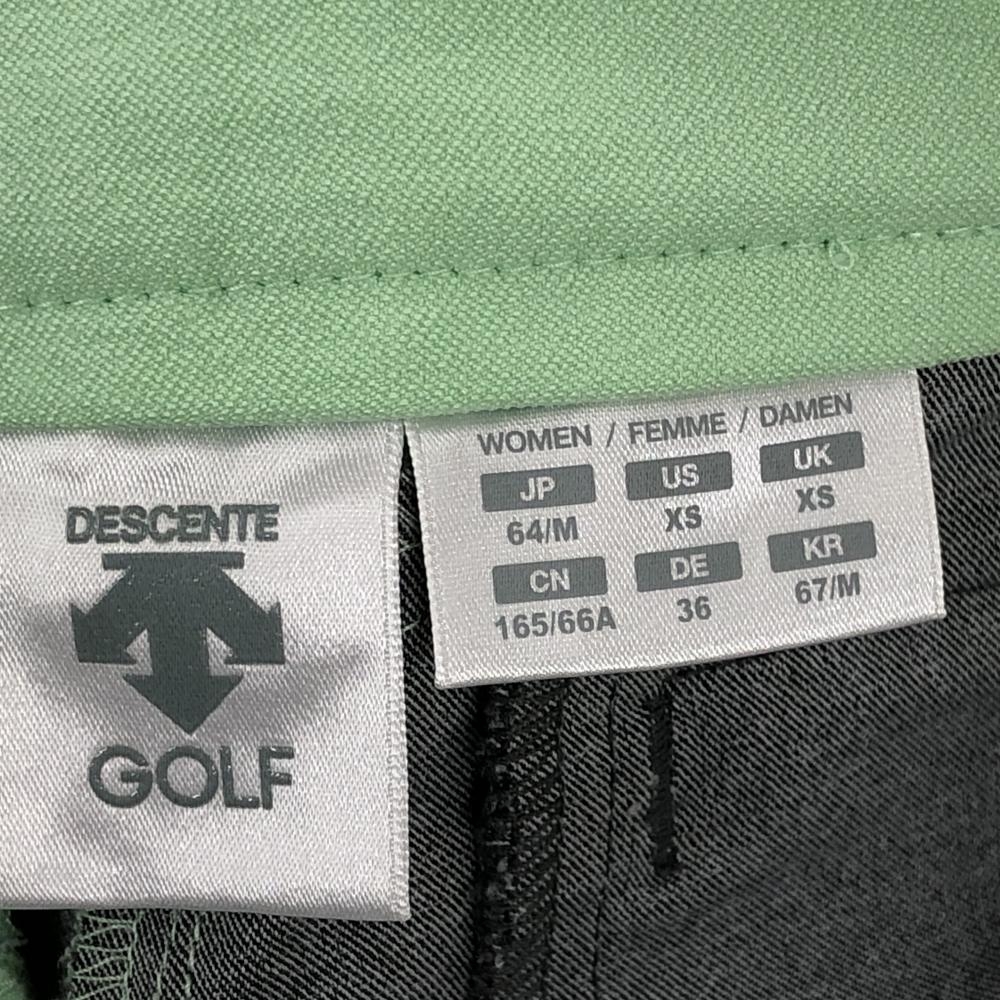 DESCENTE
GOLF
WOMEN / FEMME / DAMEN
JP US UK
64/M XS XS
CN DE KR
165/66A 36 67/M